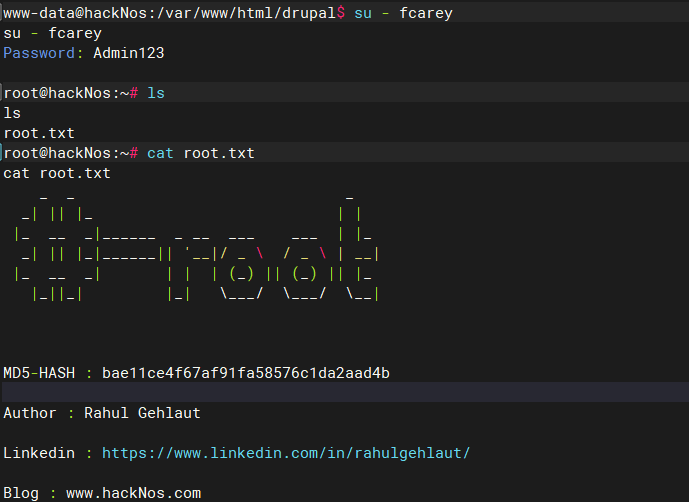 www-data@hackNos:/var/www/html/drupal$ su - fcarey
su - fcarey
Password: Admin123
root@hackNos:~# ls
ls
root.txt
root@hackNos:~# cat root.txt
cat root.txt
    _  _                              _
  _| || |_                           | |
 |_  __  _|______  _ __  ___    ___  | |_
  _| || |_|______|| '__|/ _ \  / _ \ | __|
 |_  __  _|       | |  | (_) || (_) || |_
   |_||_|         |_|   \___/  \___/  \__|
MD5-HASH : bae11ce4f67af91fa58576c1da2aad4b
Author : Rahul Gehlaut
Linkedin : https://www.linkedin.com/in/rahulgehlaut/
Blog : www.hackNos.com